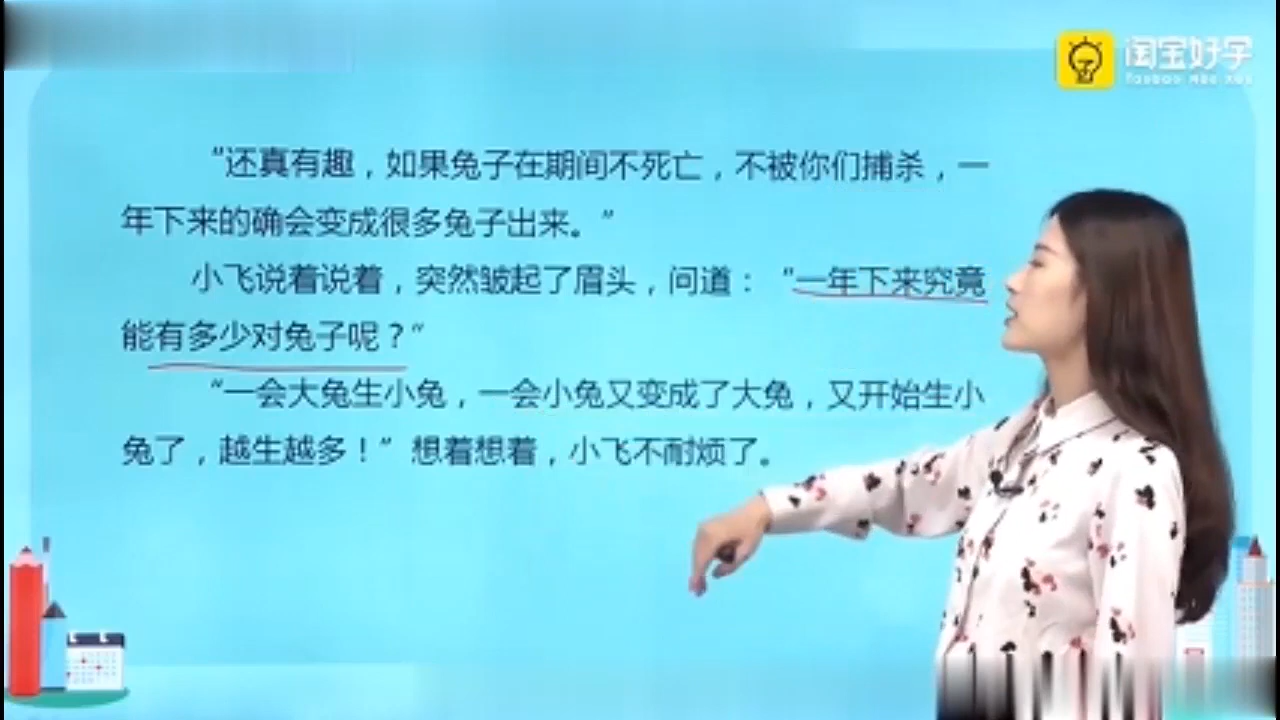 淘宝好学
“还真有趣，如果兔子在期间不死亡，不被你们捕杀，一
年下来的确会变成很多兔子出来。”
小飞说着说着，突然皱起了眉头，问道：“一年下来究竟
能有多少对兔子呢？”
“一会大兔生小兔，一会小兔又变成了大兔，又开始生小
兔了，越生越多！”想着想着，小飞不耐烦了。